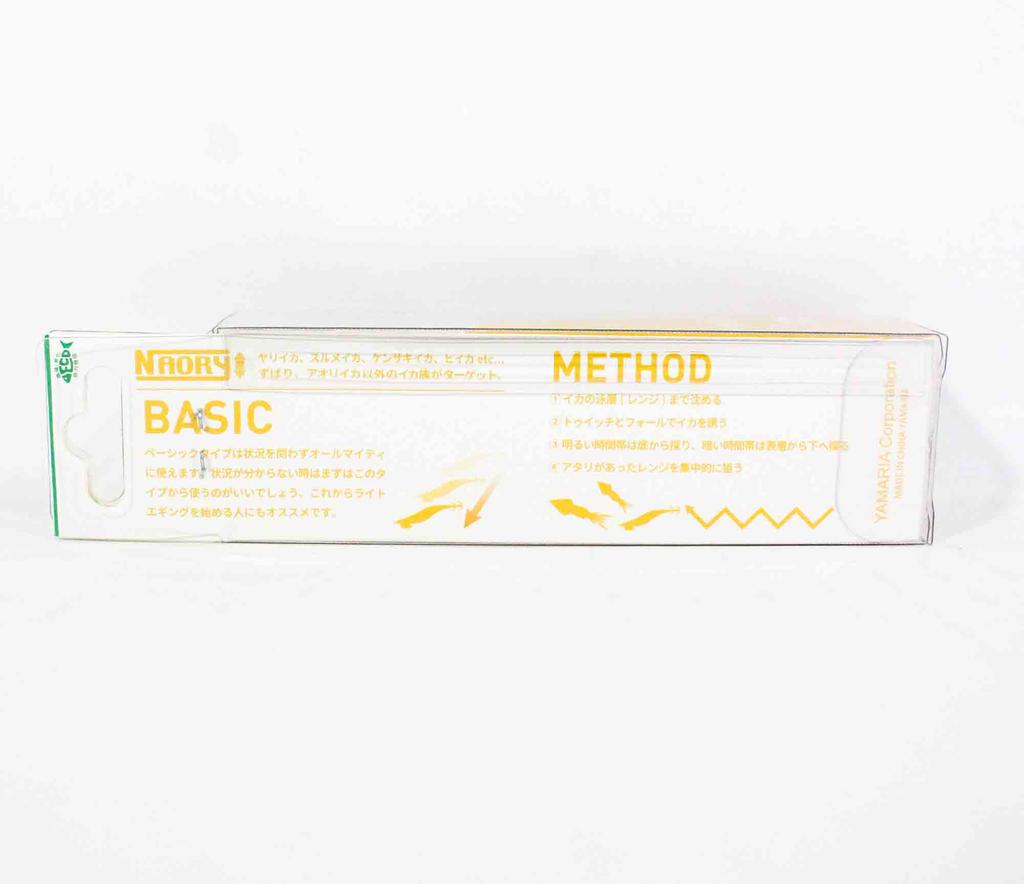 NAORY
ヤリイカ、スルメイカ、ケンサキイカ、ヒイカ etc...
ずばり、アオリイカ以外のイカ族がターゲット。
BASIC
ベーシックタイプは状況を問わずオールマイティ
に使えます。状況が分からない時はまずはこのタ
イプから使うのがいいでしょう、これからライト
エギングを始める人にもオススメです。
METHOD
① イカの泳層 ( レンジ ) まで沈める
② トゥイッチとフォールでイカを誘う
③ 明るい時間帯は底から探り、暗い時間帯は表層から下へ探る
④ アタリがあったレンジを集中的に狙う
YAMARIA Corporation
MADE IN CHINA YAMARIA